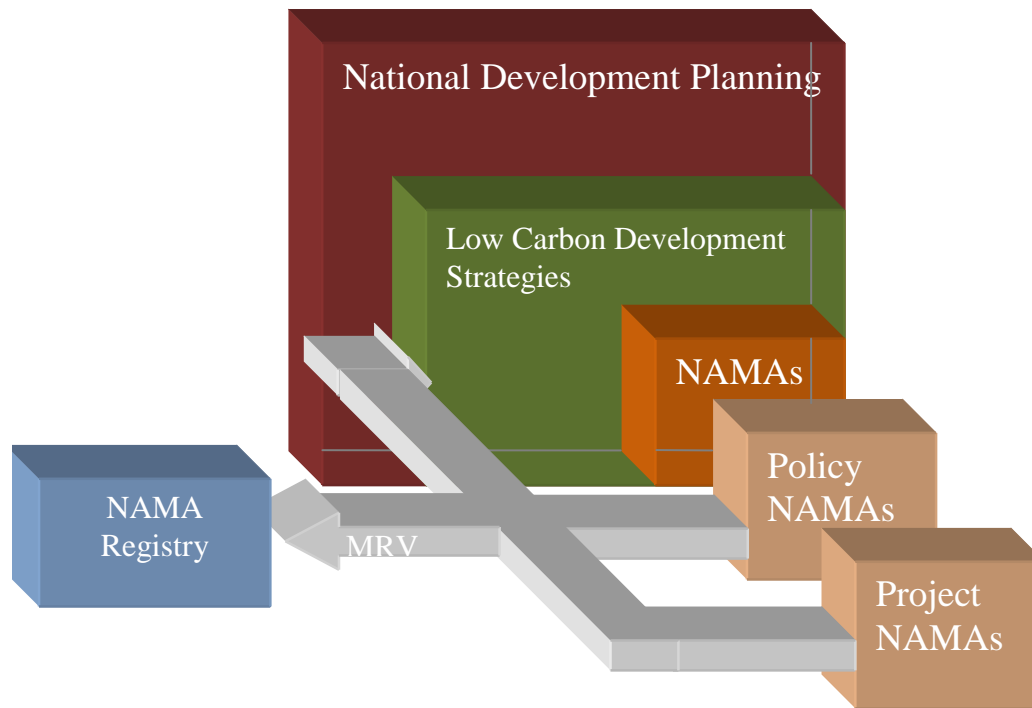 National Development Planning
Low Carbon Development
Strategies
NAMAs
Policy
NAMAs
NAMA
Registry
MRV
Project
NAMAs